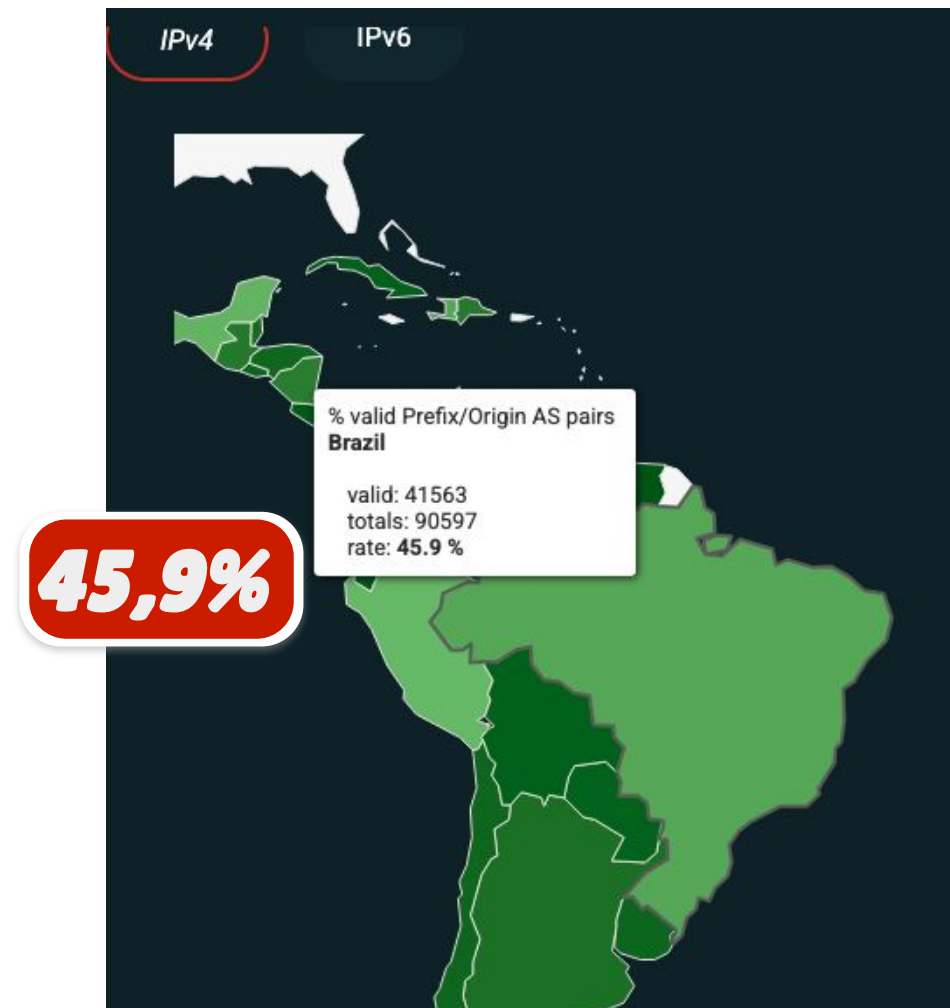 IPv4
IPv6
% valid Prefix/Origin AS pairs
Brazil
valid: 41563
totals: 90597
rate: 45.9 %
45,9%